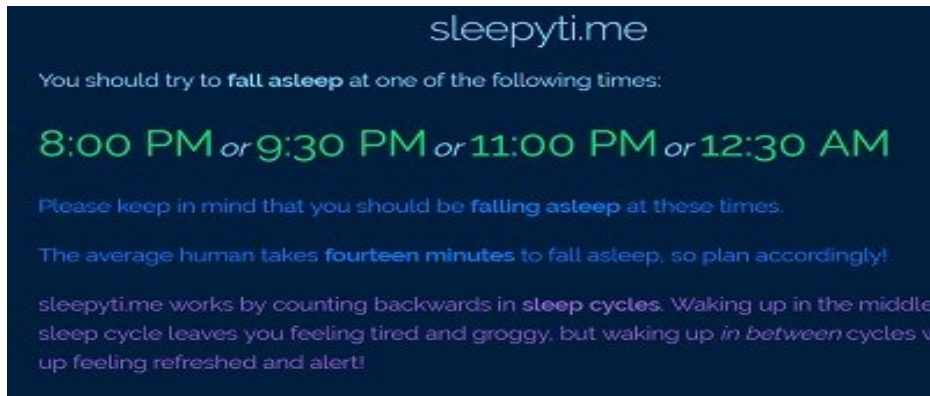 sleepyti.me
You should try to fall asleep at one of the following times:
8:00 PM or 9:30 PM or 11:00 PM or 12:30 AM
Please keep in mind that you should be falling asleep at these times.
The average human takes fourteen minutes to fall asleep, so plan accordingly!
sleepyti.me works by counting backwards in sleep cycles. Waking up in the middle
sleep cycle leaves you feeling tired and groggy, but waking up in between cycles
up feeling refreshed and alert!